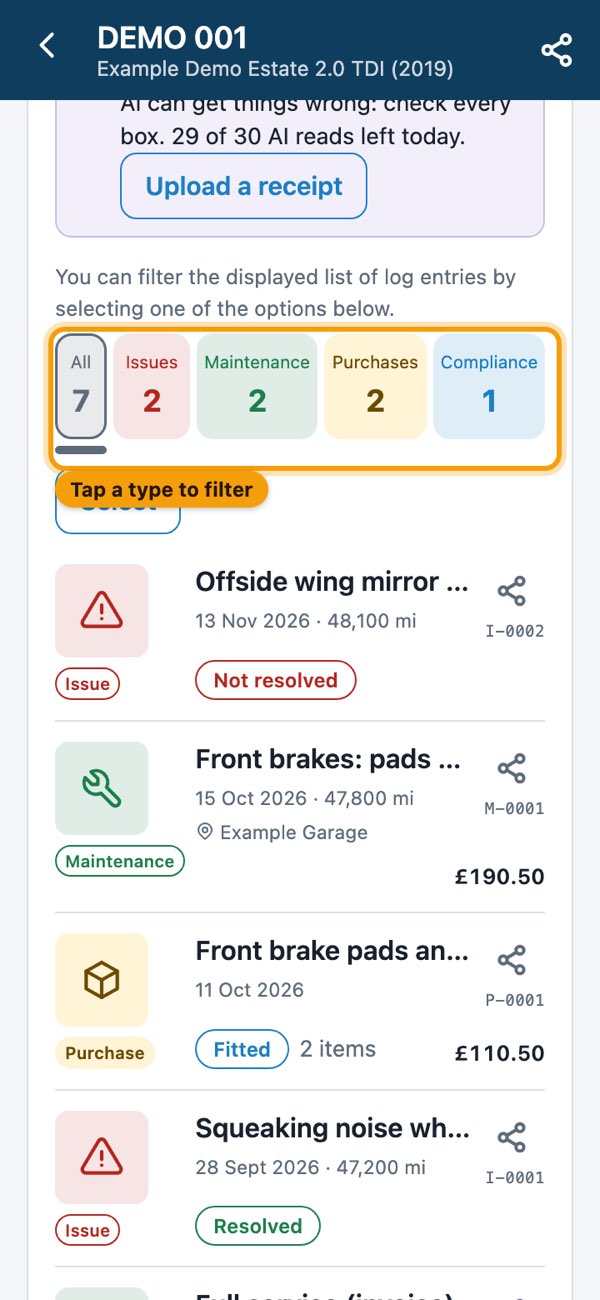 DEMO 001
Example Demo Estate 2.0 TDI (2019)
AI can get things wrong: check every
box. 29 of 30 AI reads left today.
Upload a receipt
You can filter the displayed list of log entries by
selecting one of the options below.
All
7
Issues
2
Maintenance
2
Purchases
2
Compliance
1
Tap a type to filter
Select
Offside wing mirror ...
13 Nov 2026 · 48,100 mi
I-0002
Issue
Not resolved
Front brakes: pads ...
15 Oct 2026 · 47,800 mi
M-0001
Example Garage
Maintenance
£190.50
Front brake pads an...
11 Oct 2026
P-0001
Purchase
Fitted
2 items
£110.50
Squeaking noise wh...
28 Sept 2026 · 47,200 mi
I-0001
Issue
Resolved
Full service (invoice)